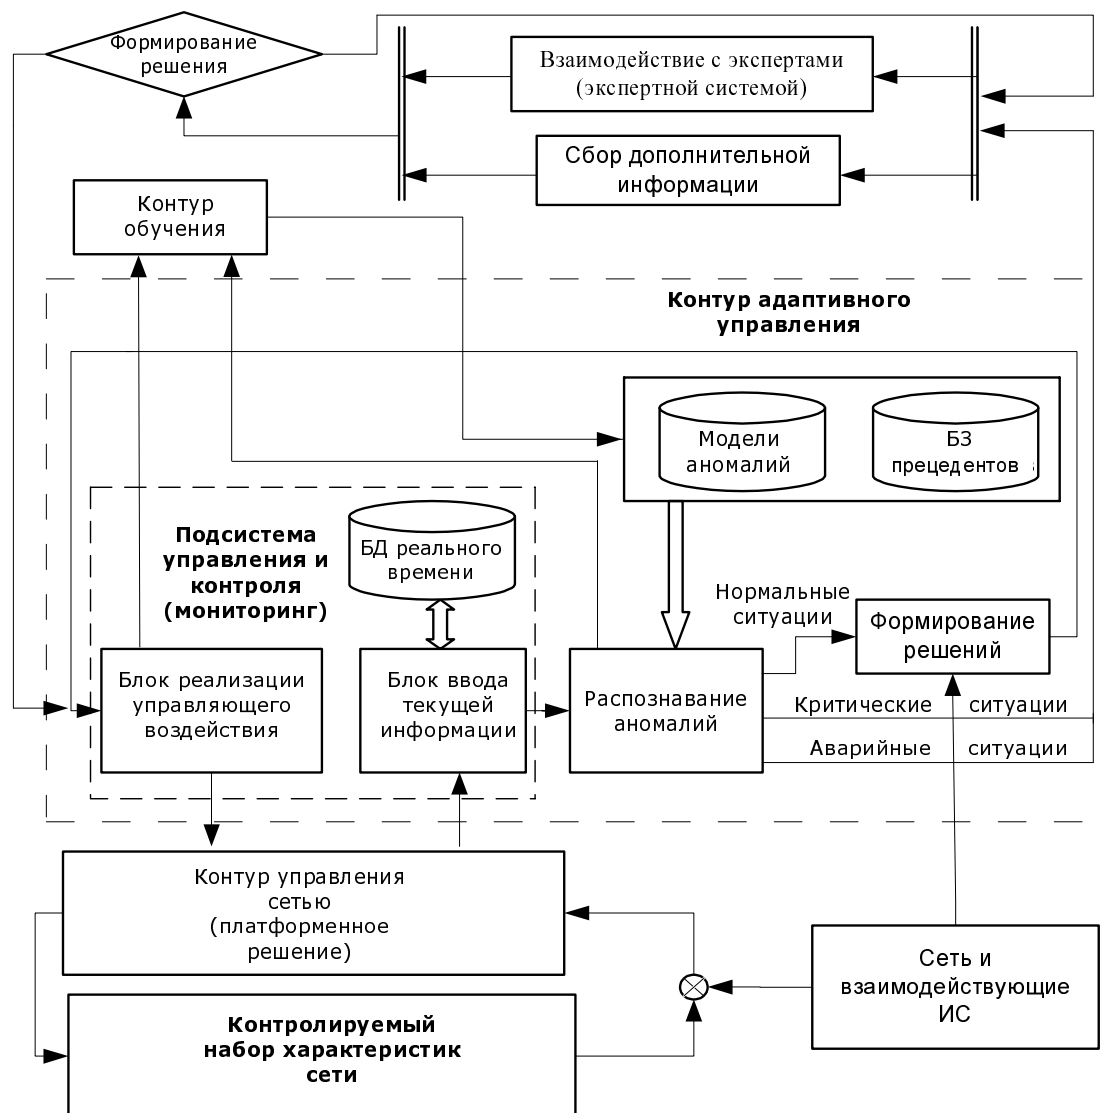 Формирование
решения
Взаимодействие с экспертами
(экспертной системой)
Сбор дополнительной
информации
Контур
обучения
Контур адаптивного
управления
Модели
аномалий
БЗ
прецедентов
Подсистема
управления и
контроля
(мониторинг)
БД реального
времени
Нормальные
ситуации
Формирование
решений
Блок реализации
управляющего
воздействия
Блок ввода
текущей
информации
Распознавание
аномалий
Критические ситуации
Аварийные ситуации
Контур управления
сетью
(платформенное
решение)
Сеть и
взаимодействующие
ИС
Контролируемый
набор характеристик
сети